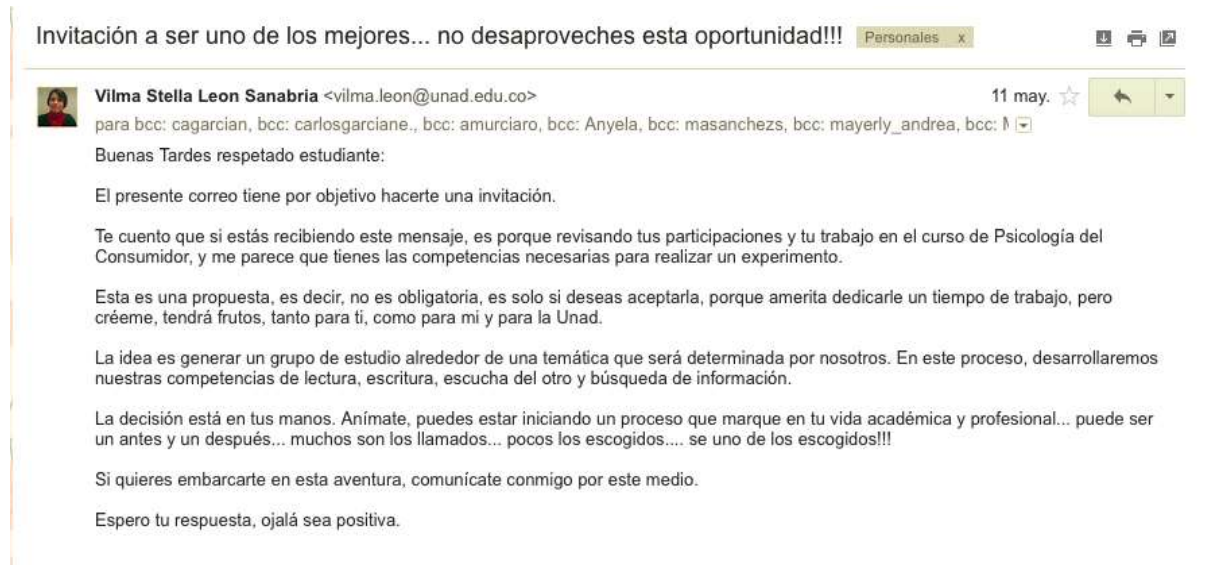 Invitación a ser uno de los mejores... no desaproveches esta oportunidad!!! Personales x
Vilma Stella Leon Sanabria <vilma.leon@unad.edu.co> 11 may.
para bcc: cagarcian, bcc: carlosgarciane., bcc: amurciaro, bcc: Anyela, bcc: masanchezs, bcc: mayerly_andrea, bcc:
Buenas Tardes respetado estudiante:
El presente correo tiene por objetivo hacerte una invitación.
Te cuento que si estás recibiendo este mensaje, es porque revisando tus participaciones y tu trabajo en el curso de Psicología del
Consumidor, y me parece que tienes las competencias necesarias para realizar un experimento.
Esta es una propuesta, es decir, no es obligatoria, es solo si deseas aceptarla, porque amerita dedicarle un tiempo de trabajo, pero
créeme, tendrá frutos, tanto para ti, como para mi y para la Unad.
La idea es generar un grupo de estudio alrededor de una temática que será determinada por nosotros. En este proceso, desarrollaremos
nuestras competencias de lectura, escritura, escucha del otro y búsqueda de información.
La decisión está en tus manos. Anímate, puedes estar iniciando un proceso que marque en tu vida académica y profesional... puede ser
un antes y un después... muchos son los llamados... pocos los escogidos.... se uno de los escogidos!!!
Si quieres embarcarte en esta aventura, comunícate conmigo por este medio.
Espero tu respuesta, ojalá sea positiva.